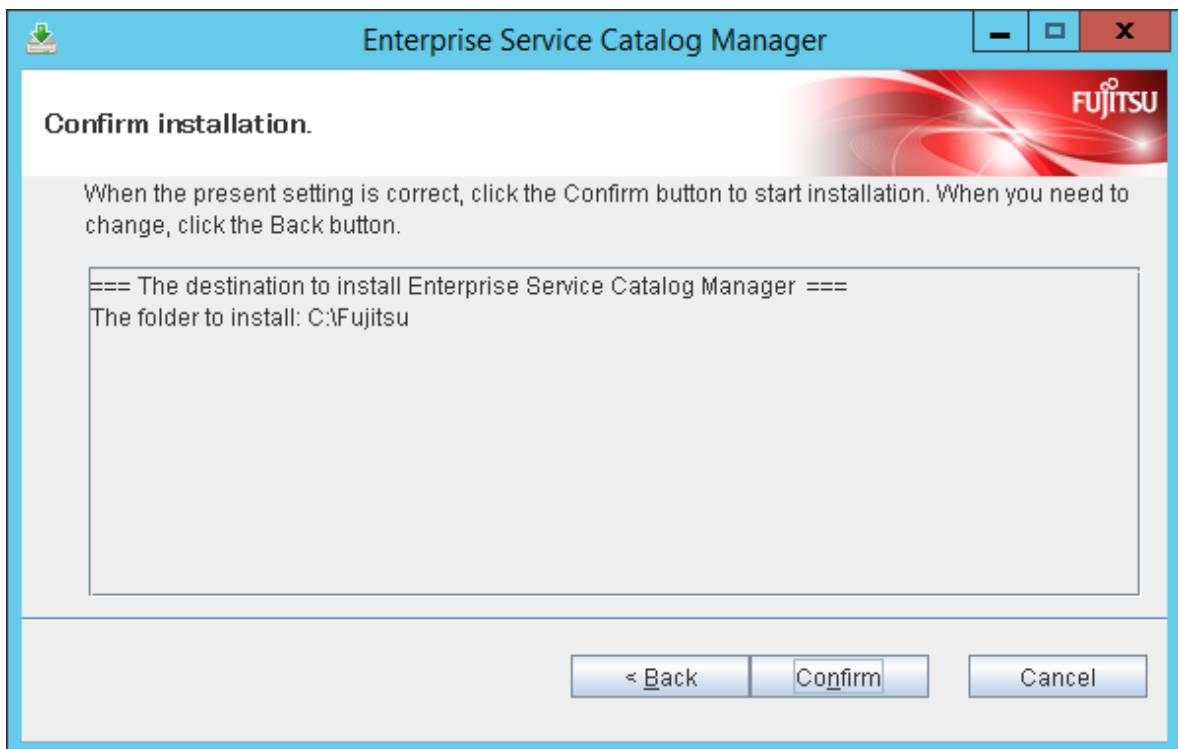 Enterprise Service Catalog Manager
Confirm installation.
FUJITSU
When the present setting is correct, click the Confirm button to start installation. When you need to
change, click the Back button.
=== The destination to install Enterprise Service Catalog Manager ===
The folder to install: C:\Fujitsu
< Back
Confirm
Cancel